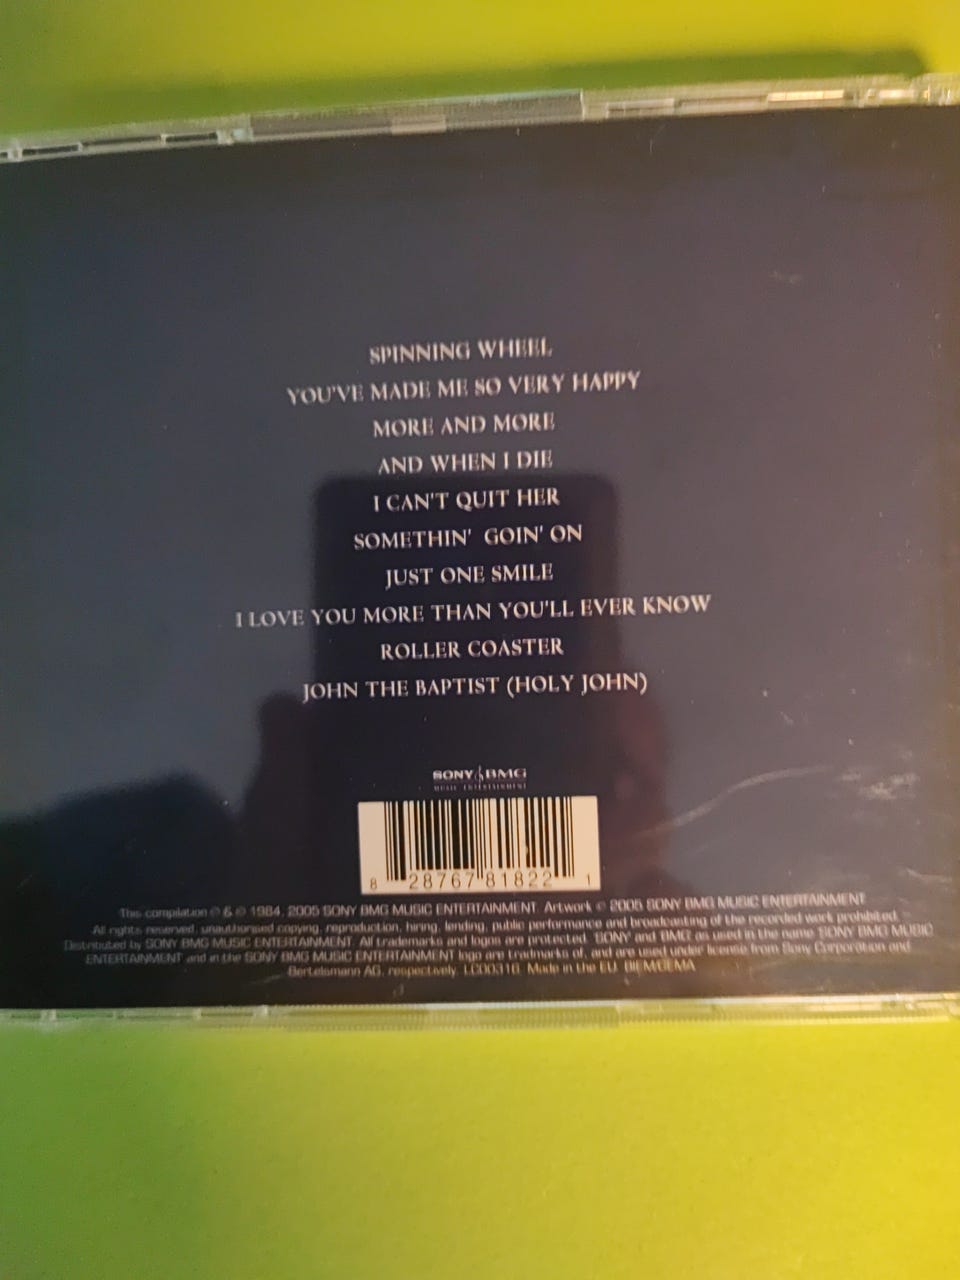 SPINNING WHEEL
YOU'VE MADE ME SO VERY HAPPY
MORE AND MORE
AND WHEN I DIE
I CAN'T QUIT HER
SOMETHIN' GOIN' ON
JUST ONE SMILE
I LOVE YOU MORE THAN YOU'LL EVER KNOW
ROLLER COASTER
JOHN THE BAPTIST (HOLY JOHN)
SONY BMG
MUSIC ENTERTAINMENT
8 28767 81822 1
This compilation ℗ & © 1984, 2005 SONY BMG MUSIC ENTERTAINMENT. Artwork © 2005 SONY BMG MUSIC ENTERTAINMENT
All rights reserved, unauthorised copying, reproduction, hiring, lending, public performance and broadcasting of the recorded work prohibited.
Distributed by SONY BMG MUSIC ENTERTAINMENT. All trademarks and logos are protected. SONY and BMG as used in the name SONY BMG MUSIC
ENTERTAINMENT and in the SONY BMG MUSIC ENTERTAINMENT logo are trademarks of, and are used under license from Sony Corporation and
Bertelsmann AG, respectively. LC00316. Made in the EU. BIEM/GEMA